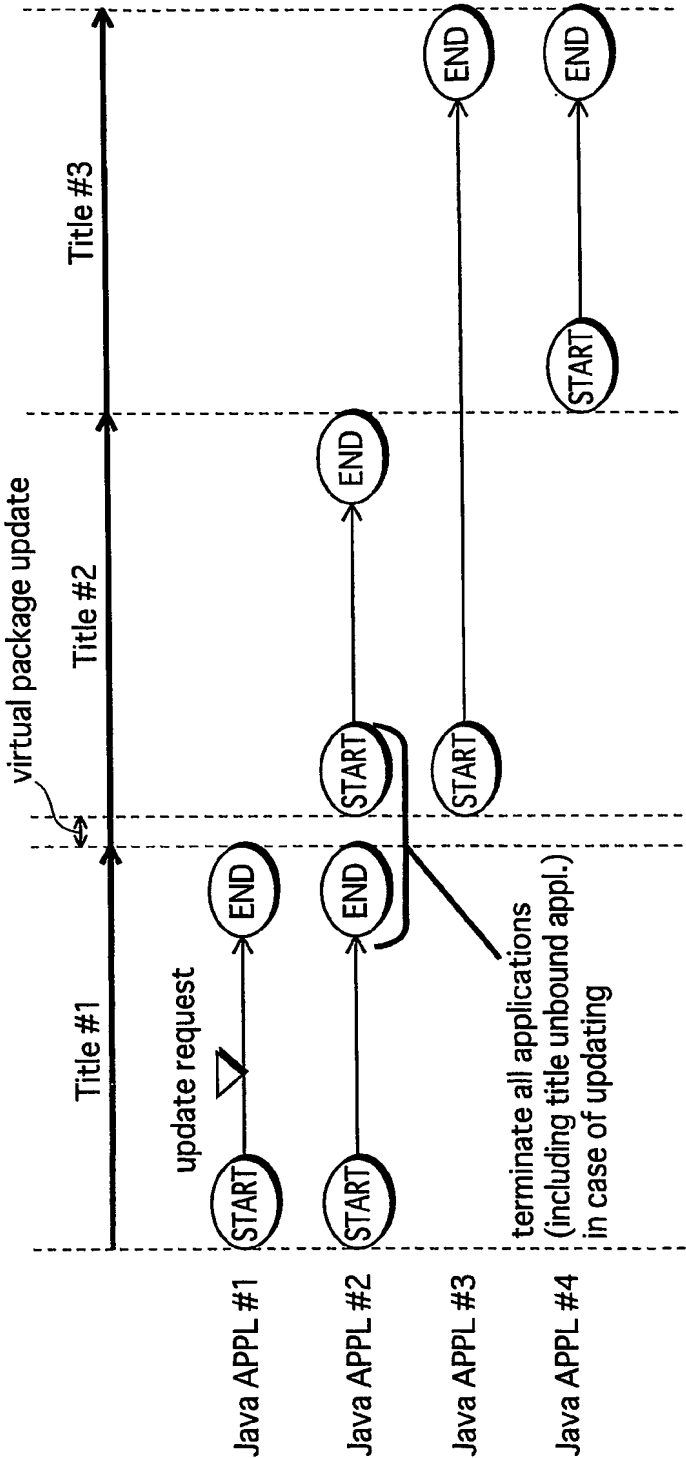 virtual package update
Title #1
Title #2
Title #3
update request
Java APPL #1
START
END
Java APPL #2
START
END
START
END
Java APPL #3
START
END
Java APPL #4
START
END
terminate all applications
(including title unbound appl.)
in case of updating